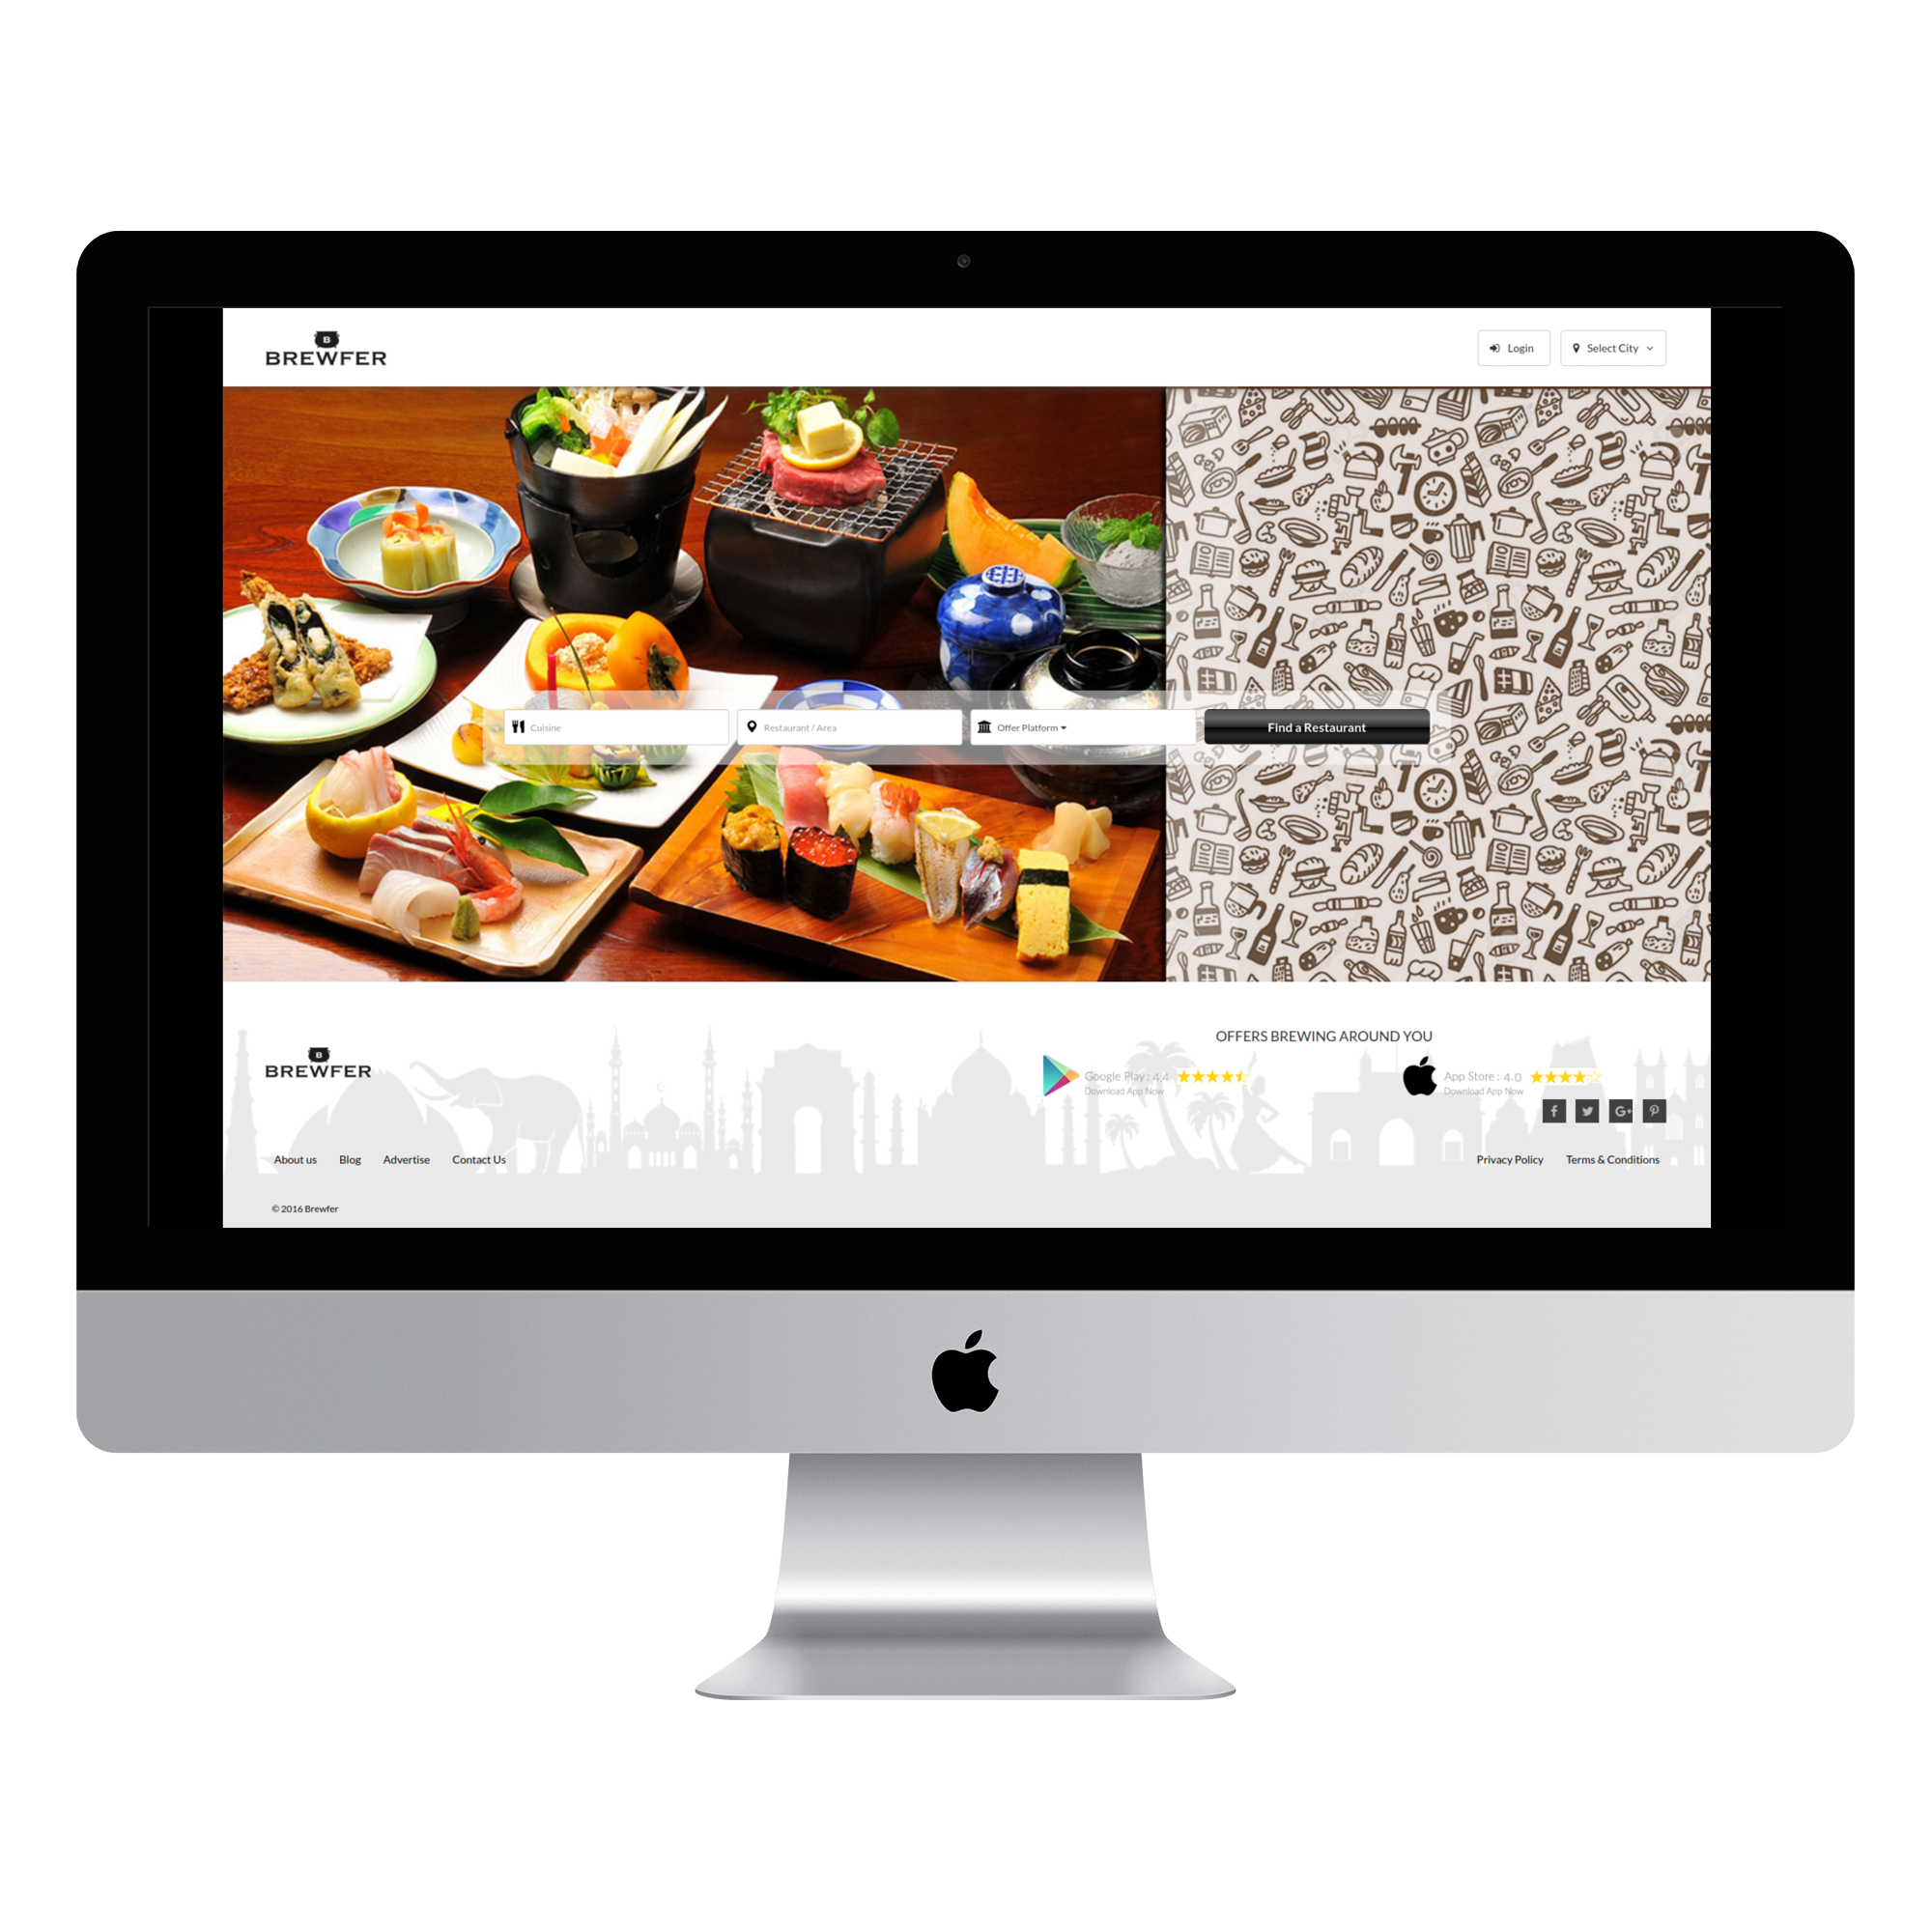 B
BREWFER
Login
Select City
Cuisine
Restaurant / Area
Offer Platform
Find a Restaurant
OFFERS BREWING AROUND YOU
B
BREWFER
Google Play : 4.4
Download App Now
App Store : 4.0
Download App Now
f
G+
About us
Blog
Advertise
Contact Us
Privacy Policy
Terms & Conditions
© 2016 Brewfer